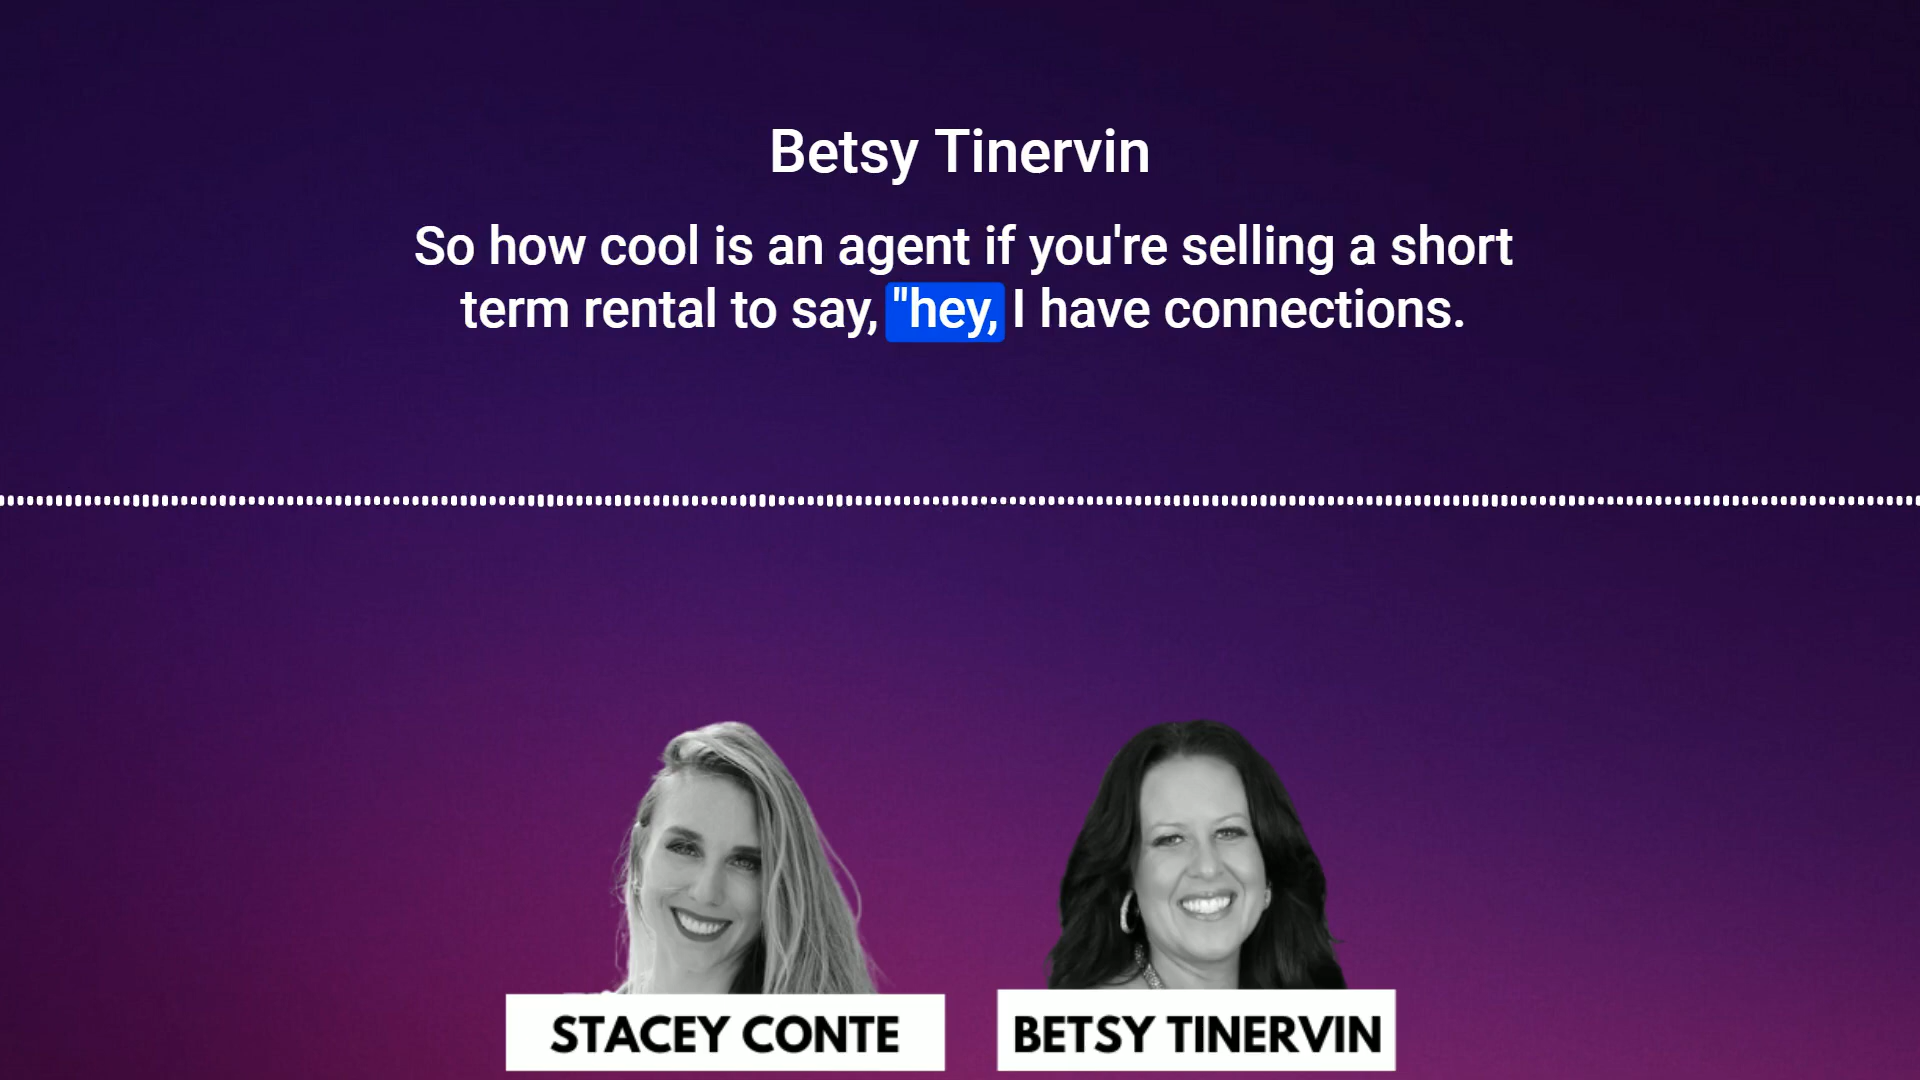 Betsy Tinervin
So how cool is an agent if you're selling a short
term rental to say, "hey, I have connections.
STACEY CONTE
BETSY TINERVIN